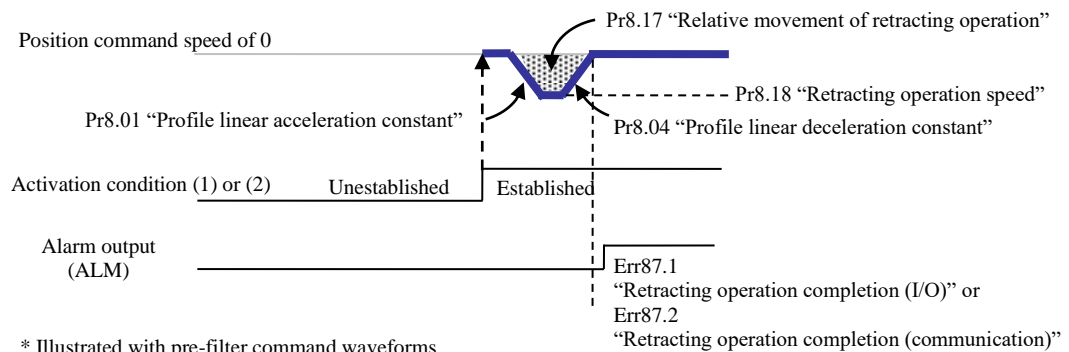 Pr8.17 “Relative movement of retracting operation”
Position command speed of 0
Pr8.18 “Retracting operation speed”
Pr8.01 “Profile linear acceleration constant”
Pr8.04 “Profile linear deceleration constant”
Activation condition (1) or (2)
Unestablished
Established
Alarm output
(ALM)
Err87.1
“Retracting operation completion (I/O)” or
Err87.2
“Retracting operation completion (communication)”
* Illustrated with pre-filter command waveforms